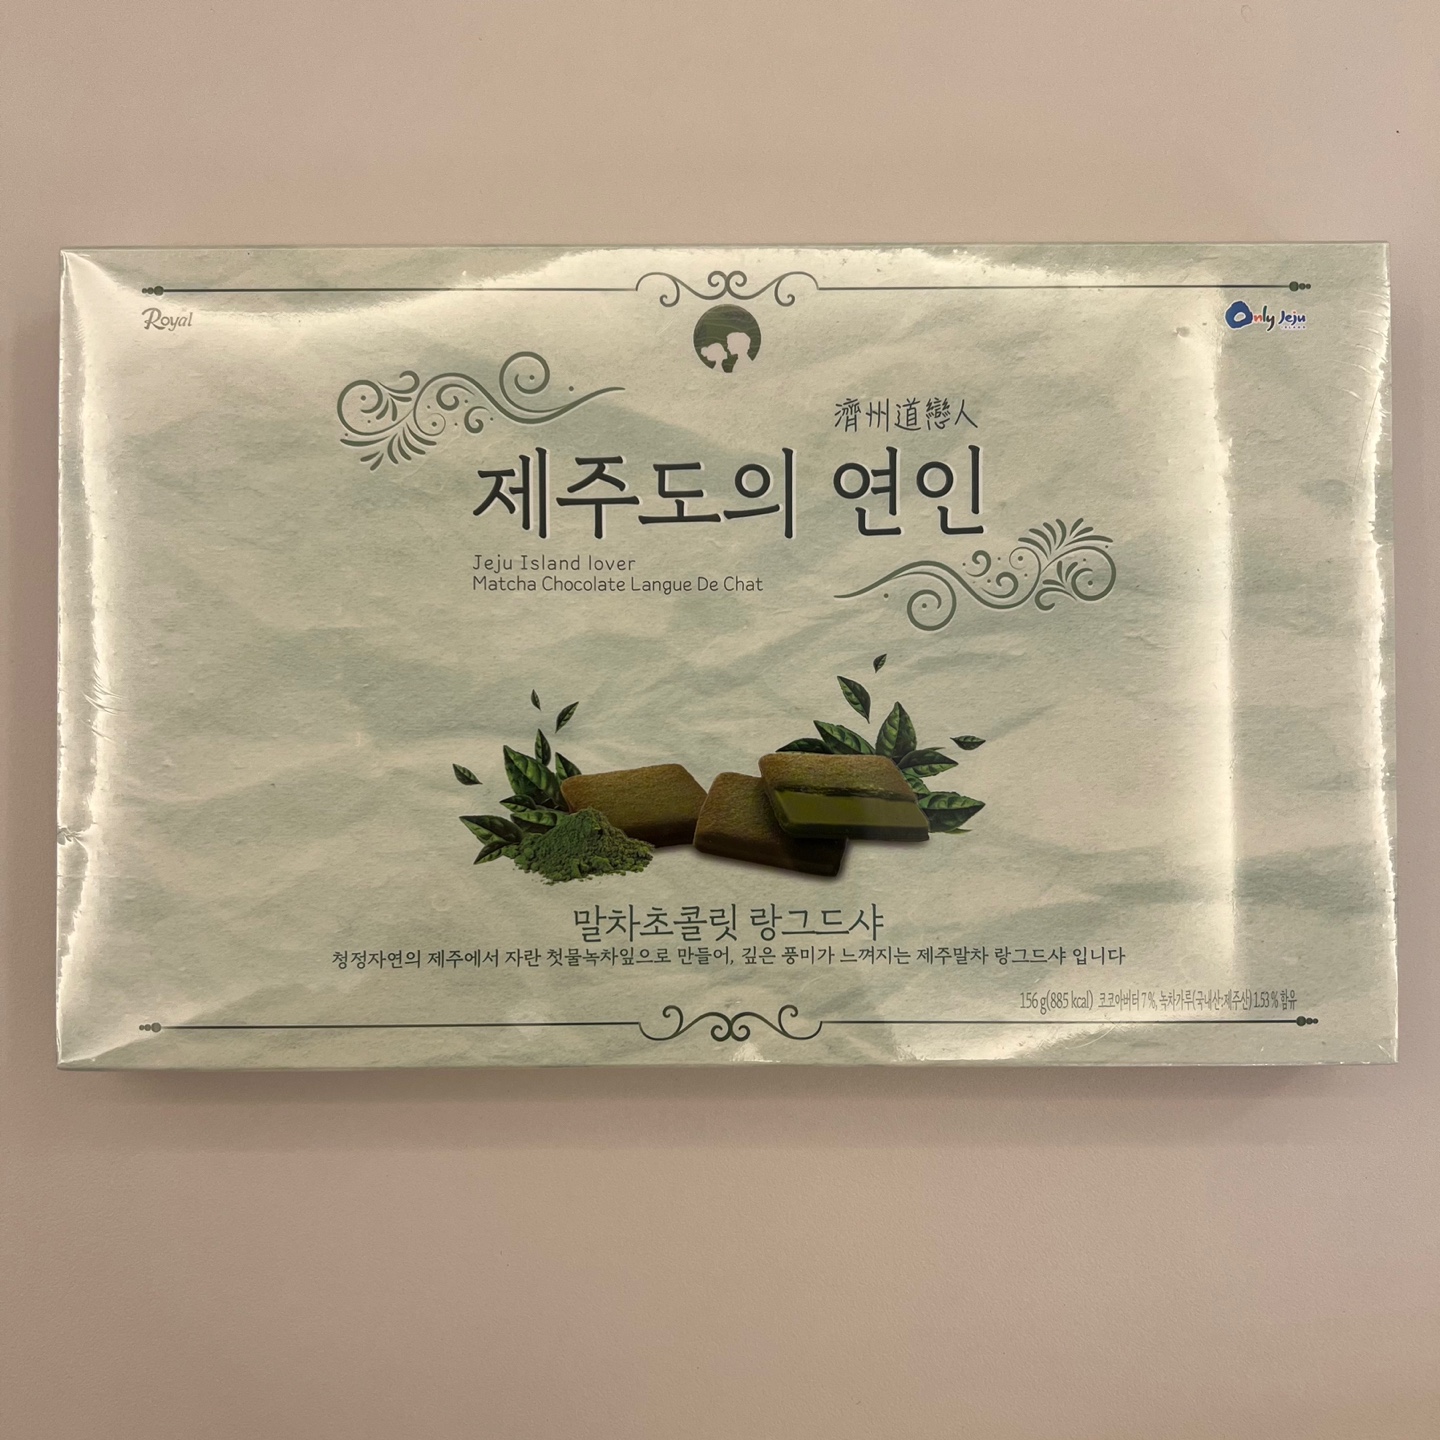 Royal
Only Jeju
濟州道戀人
제주도의 연인
Jeju Island lover
Matcha Chocolate Langue De Chat
말차초콜릿 랑그드샤
청정자연의 제주에서 자란 첫물녹차잎으로 만들어, 깊은 풍미가 느껴지는 제주말차 랑그드샤 입니다
156 g(885 kcal) 코코아버터 7 %, 녹차가루(국내산:제주산) 1.53 % 함유